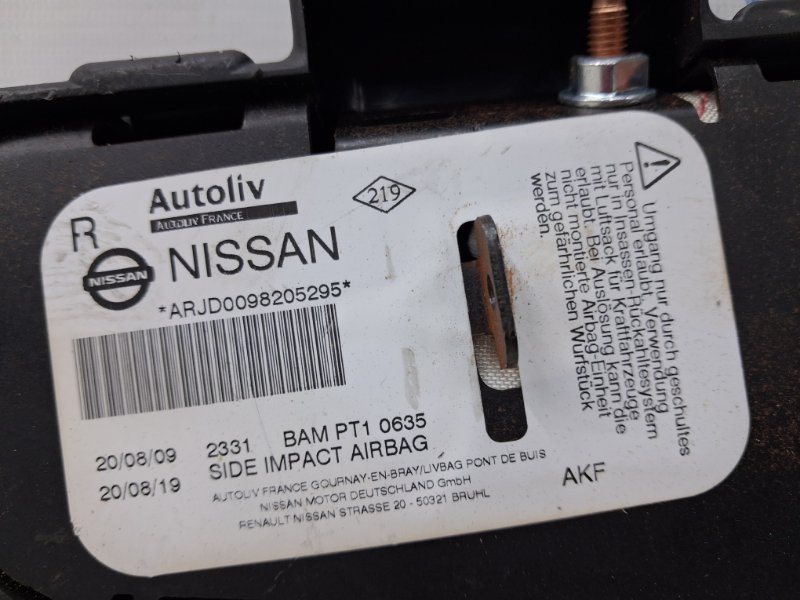 R
Autoliv
AUTOLIV FRANCE
219
NISSAN
NISSAN
*ARJD0098205295*
20/08/09 2331 BAM PT1 0635
20/08/19 SIDE IMPACT AIRBAG
AUTOLIV FRANCE GOURNAY-EN-BRAY/LIVBAG PONT DE BUIS
NISSAN MOTOR DEUTSCHLAND GmbH
RENAULT NISSAN STRASSE 20 - 50321 BRUHL
AKF
Umgang nur durch geschultes
Personal erlaubt. Verwendung
nur in Insassen-Rückahltesystem
mit Luftsack für Kraftfahrzeuge
erlaubt. Bei Auslösung kann die
nicht montierte Airbag-Einheit
zum gefährlichen Wurfstück
werden.